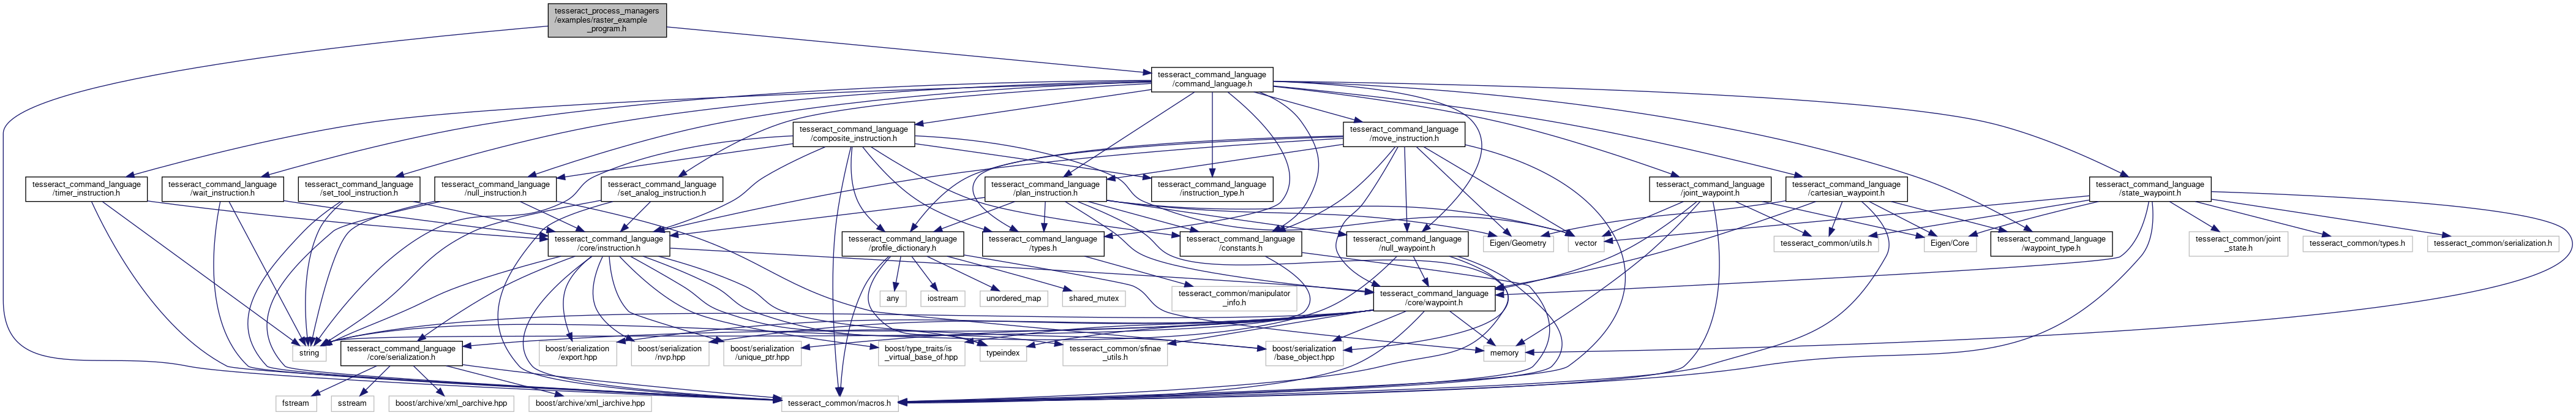 tesseract_process_managers
/examples/raster_example
_program.h
tesseract_command_language
/command_language.h
tesseract_command_language
/composite_instruction.h
tesseract_command_language
/move_instruction.h
tesseract_command_language
/timer_instruction.h
tesseract_command_language
/wait_instruction.h
tesseract_command_language
/set_tool_instruction.h
tesseract_command_language
/null_instruction.h
tesseract_command_language
/set_analog_instruction.h
tesseract_command_language
/plan_instruction.h
tesseract_command_language
/instruction_type.h
tesseract_command_language
/joint_waypoint.h
tesseract_command_language
/cartesian_waypoint.h
tesseract_command_language
/state_waypoint.h
tesseract_command_language
/core/instruction.h
tesseract_command_language
/profile_dictionary.h
tesseract_command_language
/types.h
tesseract_command_language
/constants.h
tesseract_command_language
/null_waypoint.h
Eigen/Geometry
vector
tesseract_common/utils.h
Eigen/Core
tesseract_command_language
/waypoint_type.h
tesseract_common/joint
_state.h
tesseract_common/types.h
tesseract_common/serialization.h
any
iostream
unordered_map
shared_mutex
tesseract_common/manipulator
_info.h
tesseract_command_language
/core/waypoint.h
string
tesseract_command_language
/core/serialization.h
boost/serialization
/export.hpp
boost/serialization
/nvp.hpp
boost/serialization
/unique_ptr.hpp
boost/type_traits/is
_virtual_base_of.hpp
typeindex
tesseract_common/sfinae
_utils.h
boost/serialization
/base_object.hpp
memory
fstream
sstream
boost/archive/xml_oarchive.hpp
boost/archive/xml_iarchive.hpp
tesseract_common/macros.h